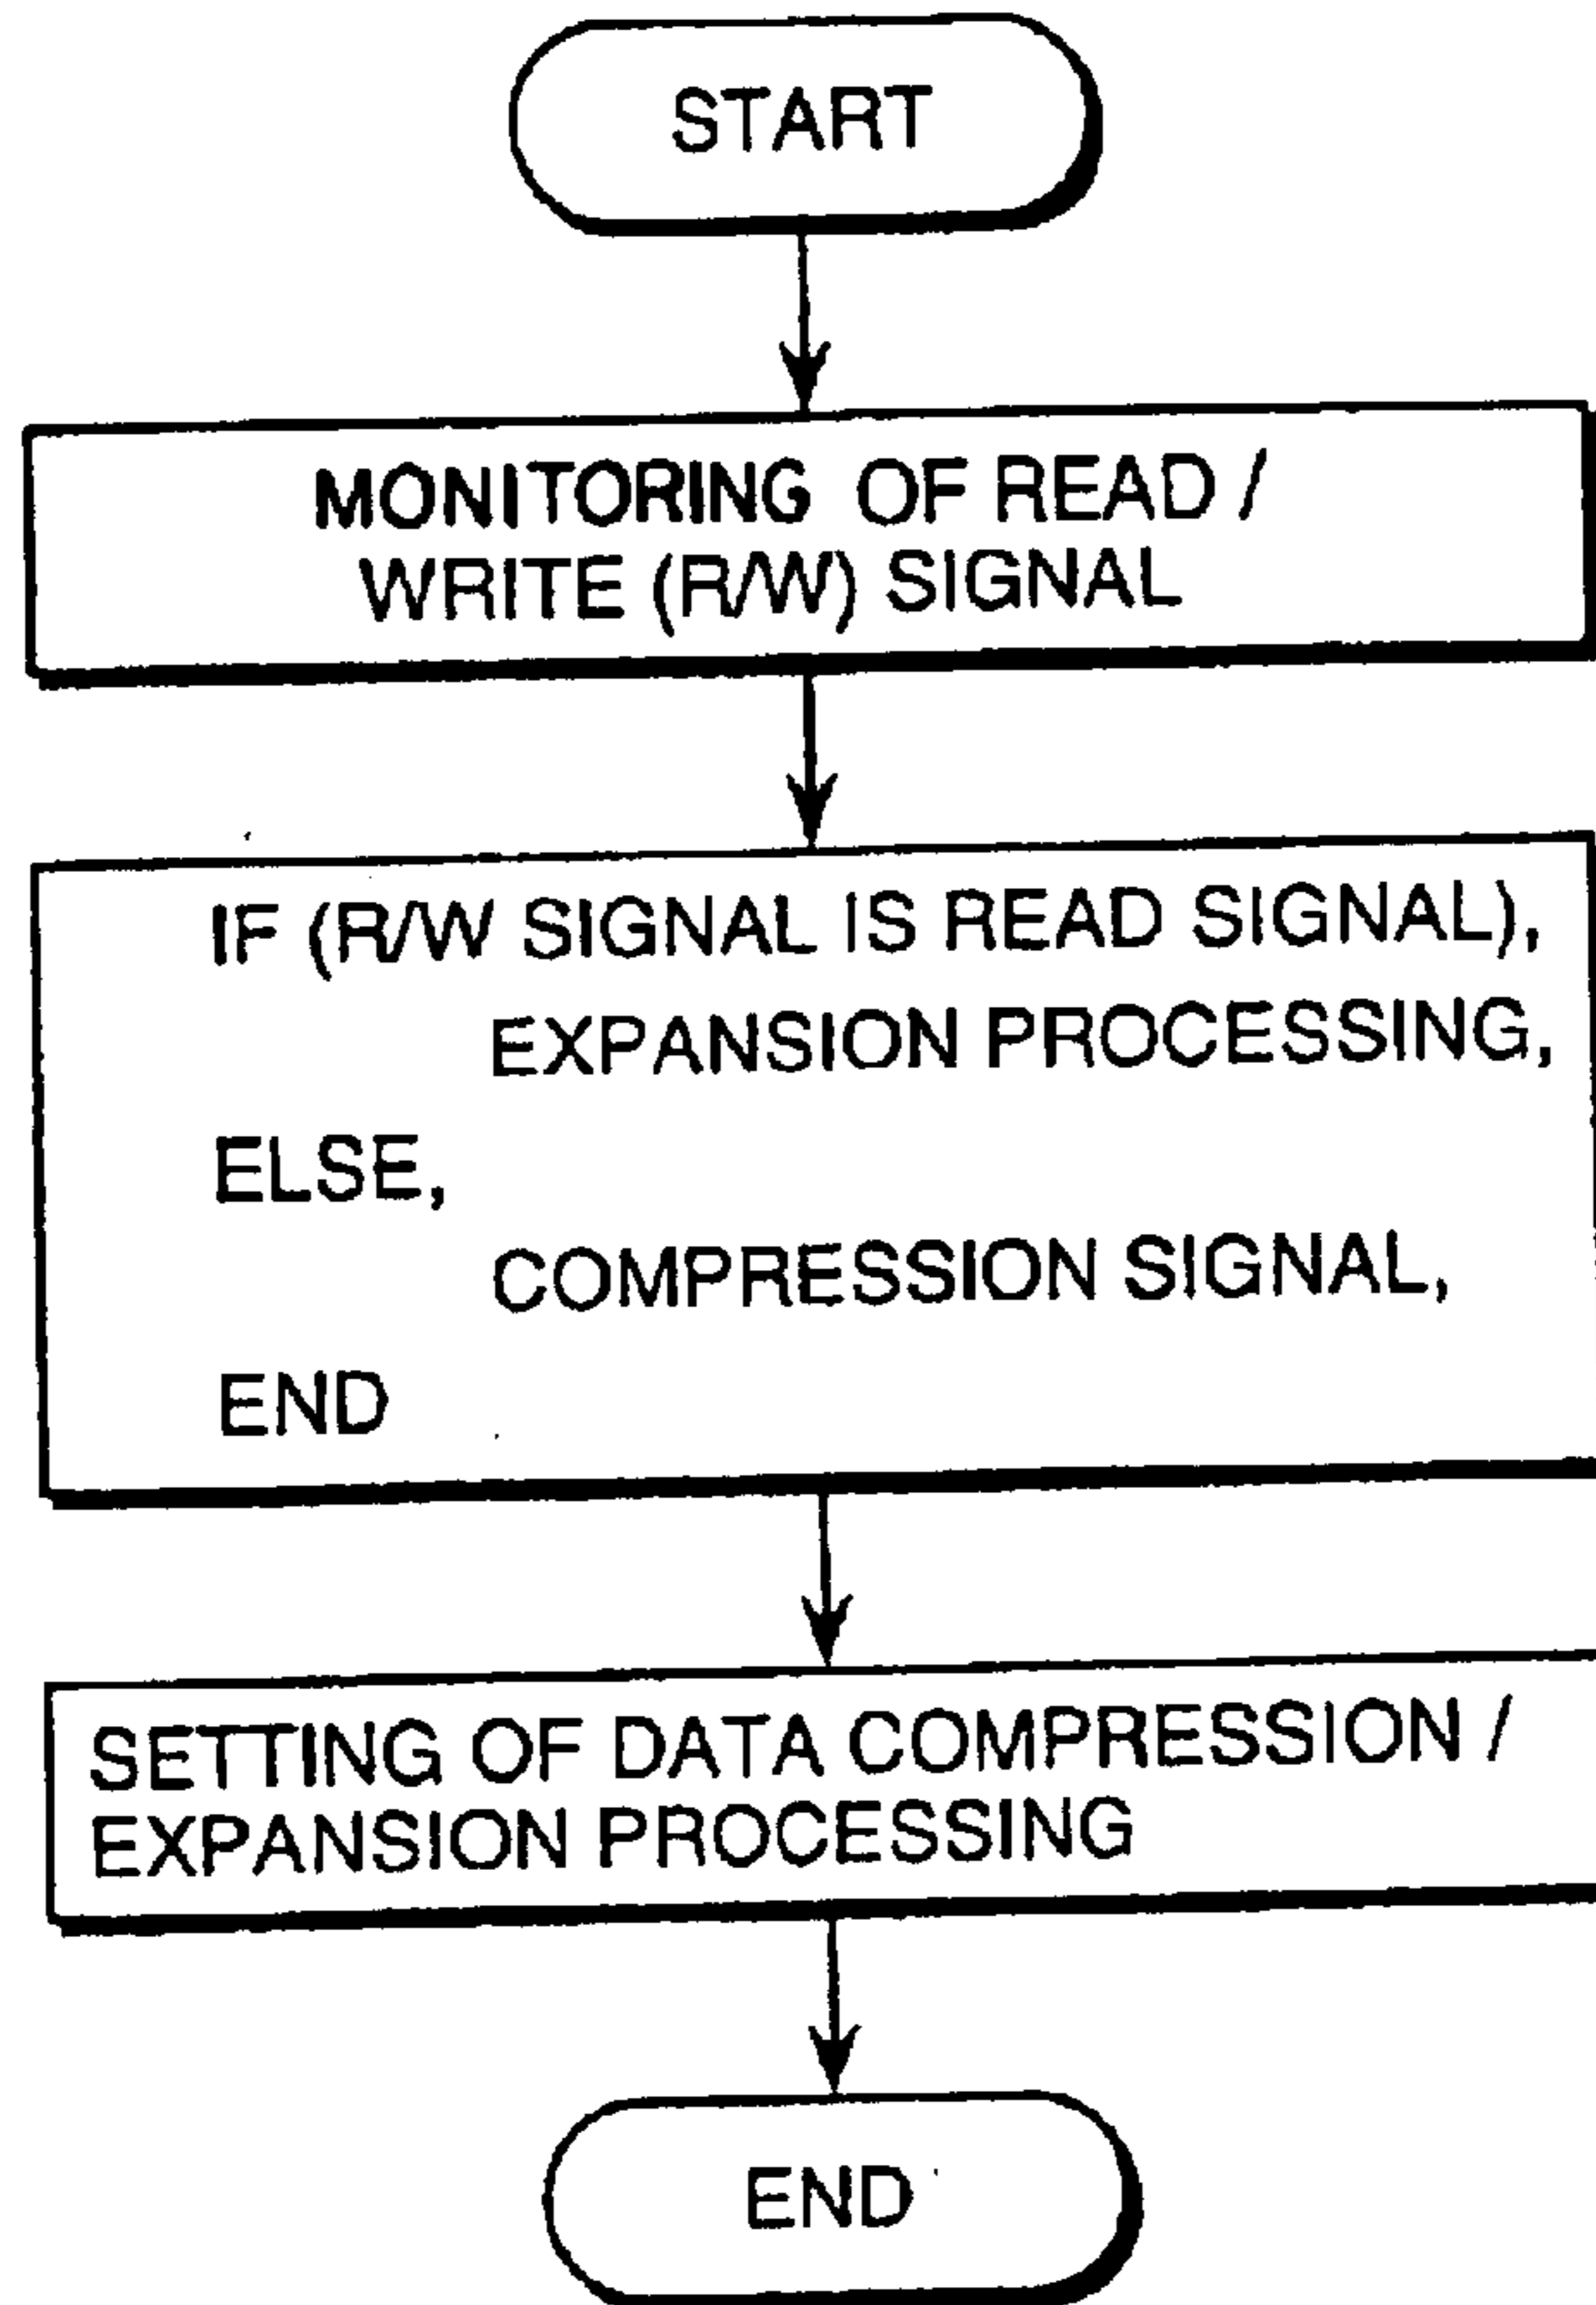 START
MONITORING OF READ /
WRITE (R/W) SIGNAL
IF (R/W SIGNAL IS READ SIGNAL),
EXPANSION PROCESSING,
ELSE,
COMPRESSION SIGNAL,
END
SETTING OF DATA COMPRESSION /
EXPANSION PROCESSING
END